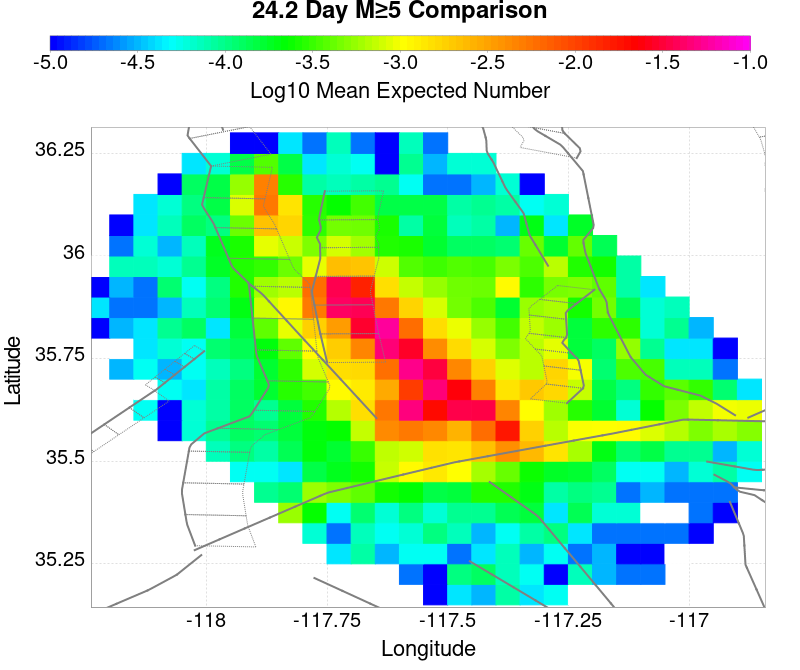 24.2 Day M≥5 Comparison
-5.0 -4.5 -4.0 -3.5 -3.0 -2.5 -2.0 -1.5 -1.0
Log10 Mean Expected Number
36.25
36
35.75
35.5
35.25
Latitude
-118 -117.75 -117.5 -117.25 -117
Longitude